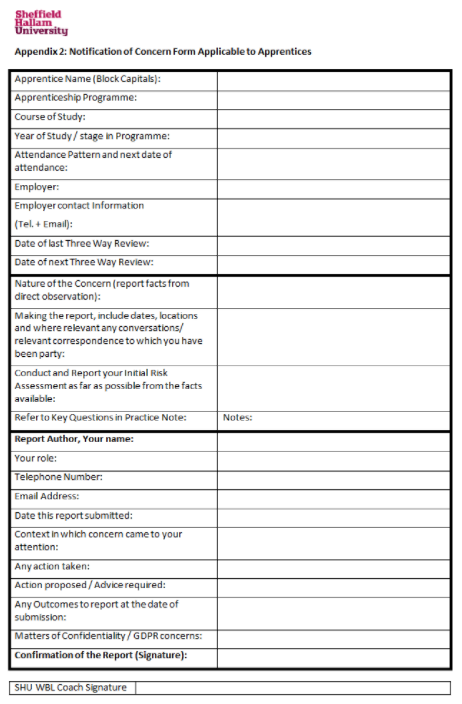 Sheffield
Hallam
University
Appendix 2: Notification of Concern Form Applicable to Apprentices
Apprentice Name (Block Capitals):
Apprenticeship Programme:
Course of Study:
Year of Study / stage in Programme:
Attendance Pattern and next date of
attendance:
Employer:
Employer contact Information
(Tel. + Email):
Date of last Three Way Review:
Date of next Three Way Review:
Nature of the Concern (report facts from
direct observation):
Making the report, include dates, locations
and where relevant any conversations/
relevant correspondence to which you have
been party:
Conduct and Report your Initial Risk
Assessment as far as possible from the facts
available:
Refer to Key Questions in Practice Note:
Notes:
Report Author, Your name:
Your role:
Telephone Number:
Email Address:
Date this report submitted:
Context in which concern came to your
attention:
Any action taken:
Action proposed / Advice required:
Any Outcomes to report at the date of
submission:
Matters of Confidentiality / GDPR concerns:
Confirmation of the Report (Signature):
SHU WBL Coach Signature